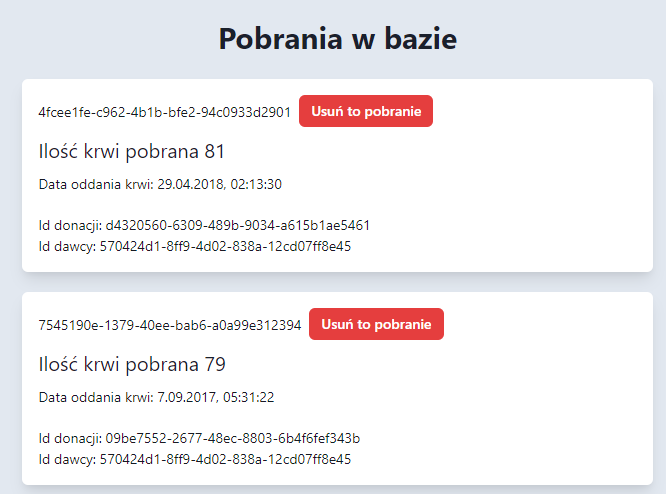 Pobrania w bazie
4fcee1fe-c962-4b1b-bfe2-94c0933d2901 Usuń to pobranie
Ilość krwi pobrana 81
Data oddania krwi: 29.04.2018, 02:13:30
Id donacji: d4320560-6309-489b-9034-a615b1ae5461
Id dawcy: 570424d1-8ff9-4d02-838a-12cd07ff8e45
7545190e-1379-40ee-bab6-a0a99e312394 Usuń to pobranie
Ilość krwi pobrana 79
Data oddania krwi: 7.09.2017, 05:31:22
Id donacji: 09be7552-2677-48ec-8803-6b4f6fef343b
Id dawcy: 570424d1-8ff9-4d02-838a-12cd07ff8e45